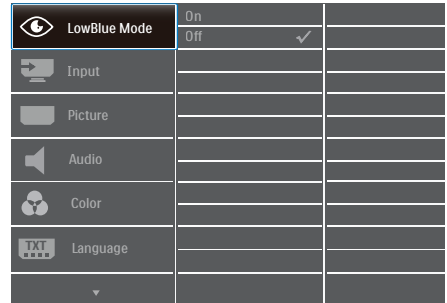 LowBlue Mode
On
Off
Input
Picture
Audio
Color
TXT
Language